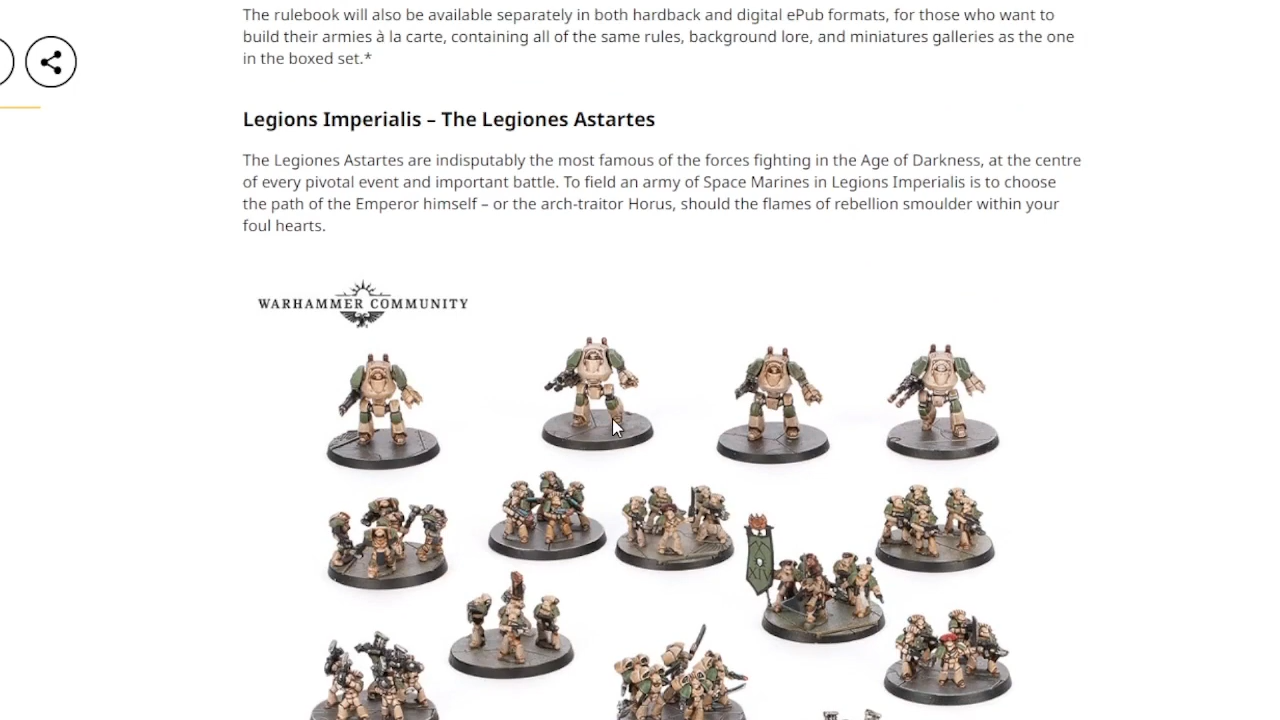 The rulebook will also be available separately in both hardback and digital ePub formats, for those who want to
build their armies à la carte, containing all of the same rules, background lore, and miniatures galleries as the one
in the boxed set.*
Legions Imperialis – The Legiones Astartes
The Legiones Astartes are indisputably the most famous of the forces fighting in the Age of Darkness, at the centre
of every pivotal event and important battle. To field an army of Space Marines in Legions Imperialis is to choose
the path of the Emperor himself – or the arch-traitor Horus, should the flames of rebellion smoulder within your
foul hearts.
WARHAMMER COMMUNITY